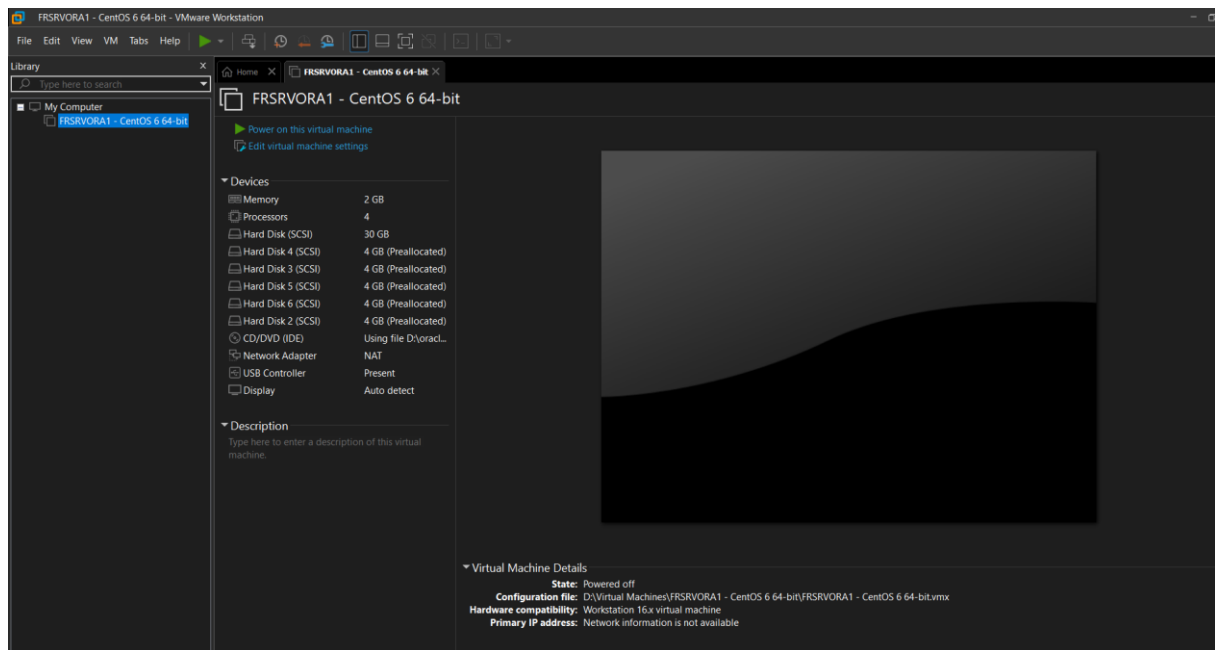 FRSRVORA1 - CentOS 6 64-bit - VMware Workstation
File Edit View VM Tabs Help
Library X
Type here to search
My Computer
FRSRVORA1 - CentOS 6 64-bit
Home X FRSRVORA1 - CentOS 6 64-bit X
FRSRVORA1 - CentOS 6 64-bit
Power on this virtual machine
Edit virtual machine settings
Devices
Memory 2 GB
Processors 4
Hard Disk (SCSI) 30 GB
Hard Disk 4 (SCSI) 4 GB (Preallocated)
Hard Disk 3 (SCSI) 4 GB (Preallocated)
Hard Disk 5 (SCSI) 4 GB (Preallocated)
Hard Disk 6 (SCSI) 4 GB (Preallocated)
Hard Disk 2 (SCSI) 4 GB (Preallocated)
CD/DVD (IDE) Using file D:\oracl...
Network Adapter NAT
USB Controller Present
Display Auto detect
Description
Type here to enter a description of this virtual
machine.
Virtual Machine Details
State: Powered off
Configuration file: D:\Virtual Machines\FRSRVORA1 - CentOS 6 64-bit\FRSRVORA1 - CentOS 6 64-bit.vmx
Hardware compatibility: Workstation 16.x virtual machine
Primary IP address: Network information is not available